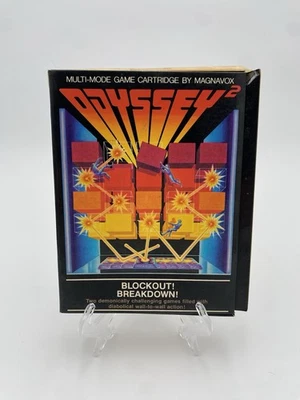 MULTI-MODE GAME CARTRIDGE BY MAGNAVOX
ODYSSEY²
BLOCKOUT!
BREAKDOWN!
Two demonically challenging games filled with
diabolical wall-to-wall action!